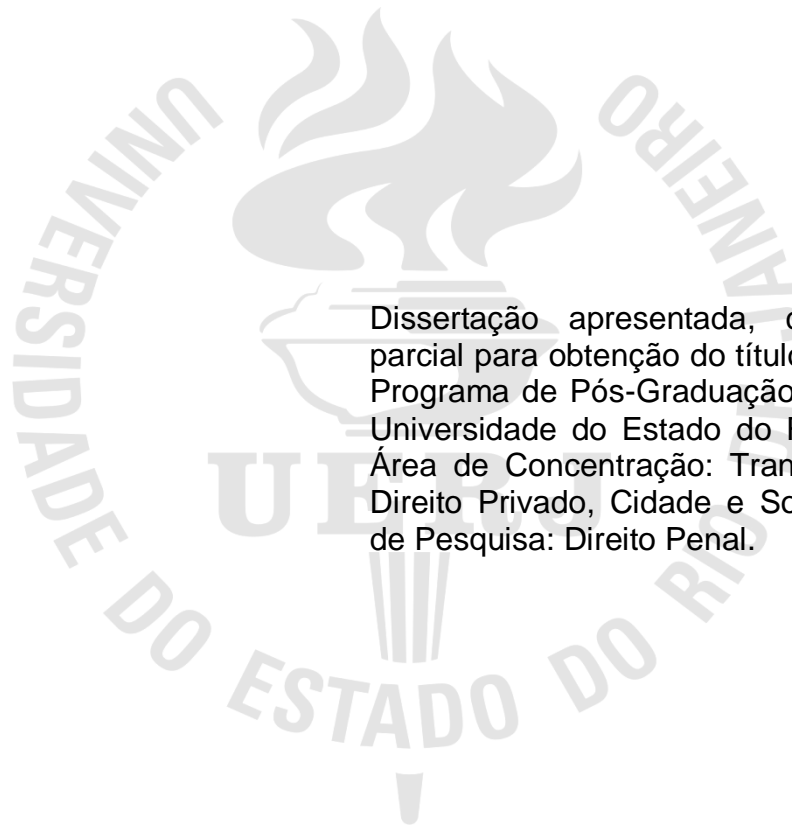 UNIVERSIDADE DO ESTADO DO RIO JANEIRO
UERJ
Dissertação apresentada,
parcial para obtenção do
Programa de Pós-Graduação
Universidade do Estado do
Área de Concentração:
Direito Privado, Cidade e
de Pesquisa: Direito Penal.